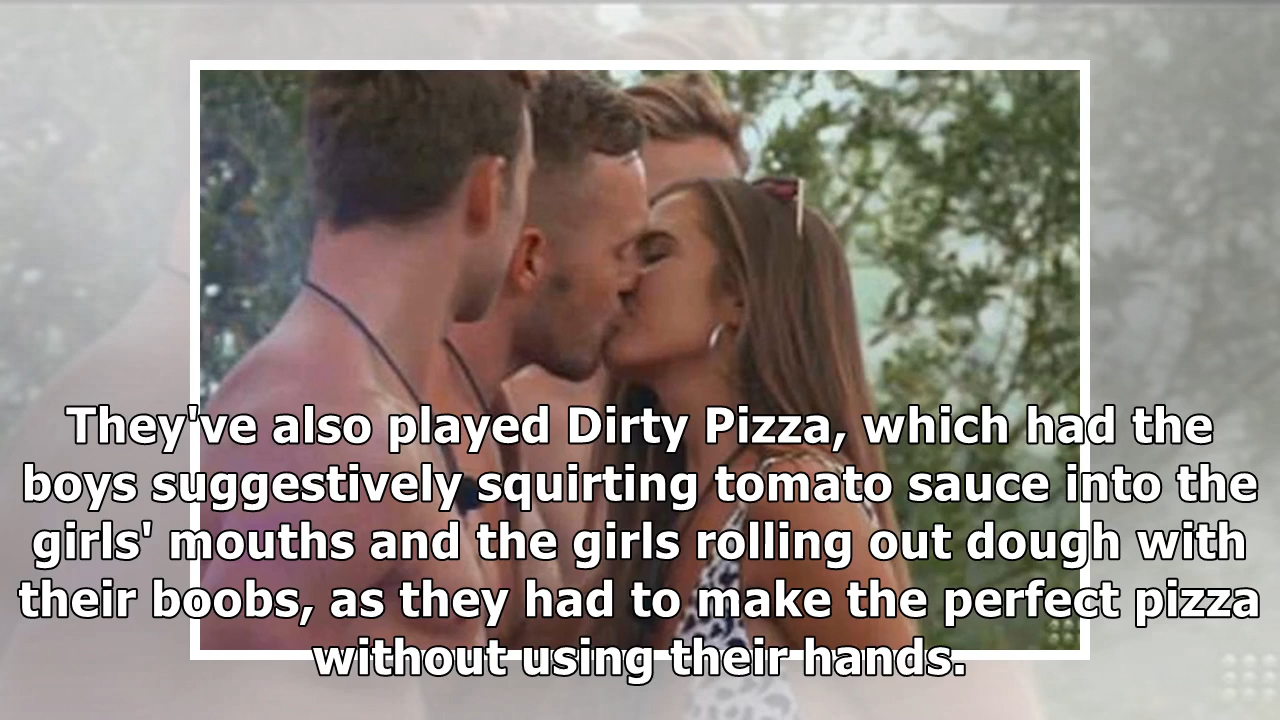 They've also played Dirty Pizza, which had the
boys suggestively squirting tomato sauce into the
girls' mouths and the girls rolling out dough with
their boobs, as they had to make the perfect pizza
without using their hands.